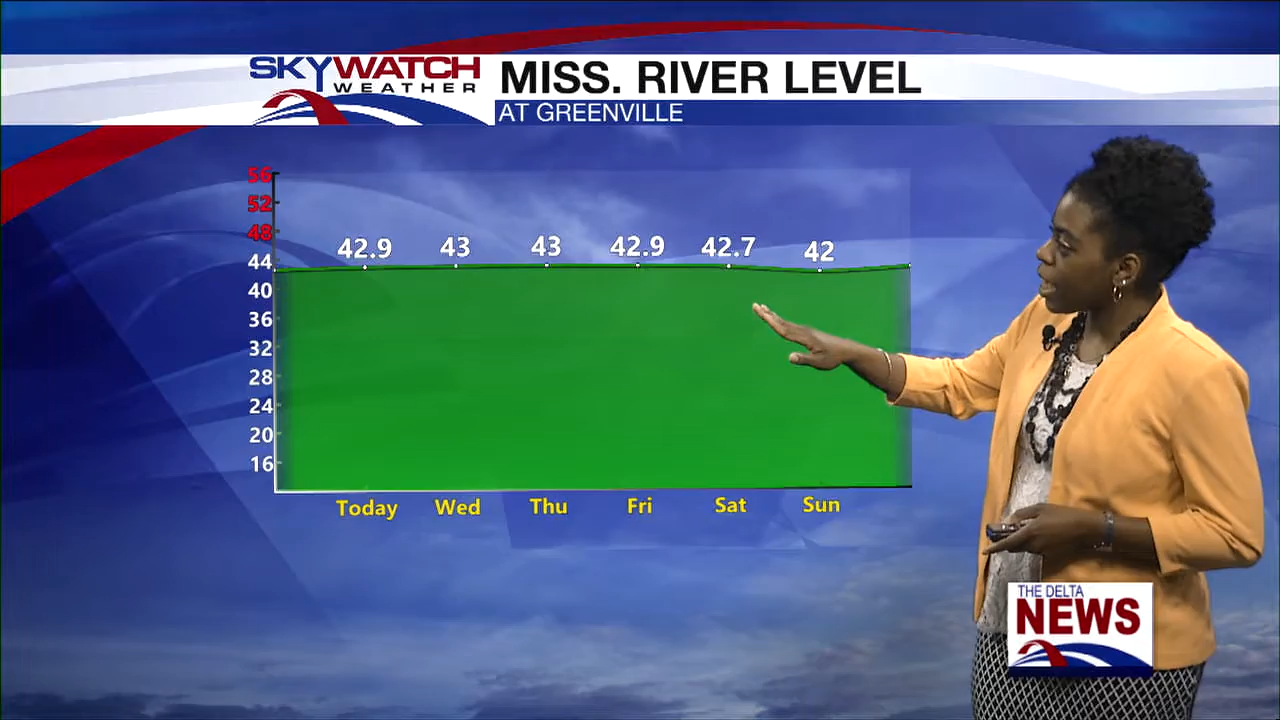 SKYWATCH
WEATHER
MISS. RIVER LEVEL
AT GREENVILLE
56
52
48
44
40
36
32
28
24
20
16
42.9 43 43 42.9 42.7 42
Today Wed Thu Fri Sat Sun
THE DELTA
NEWS